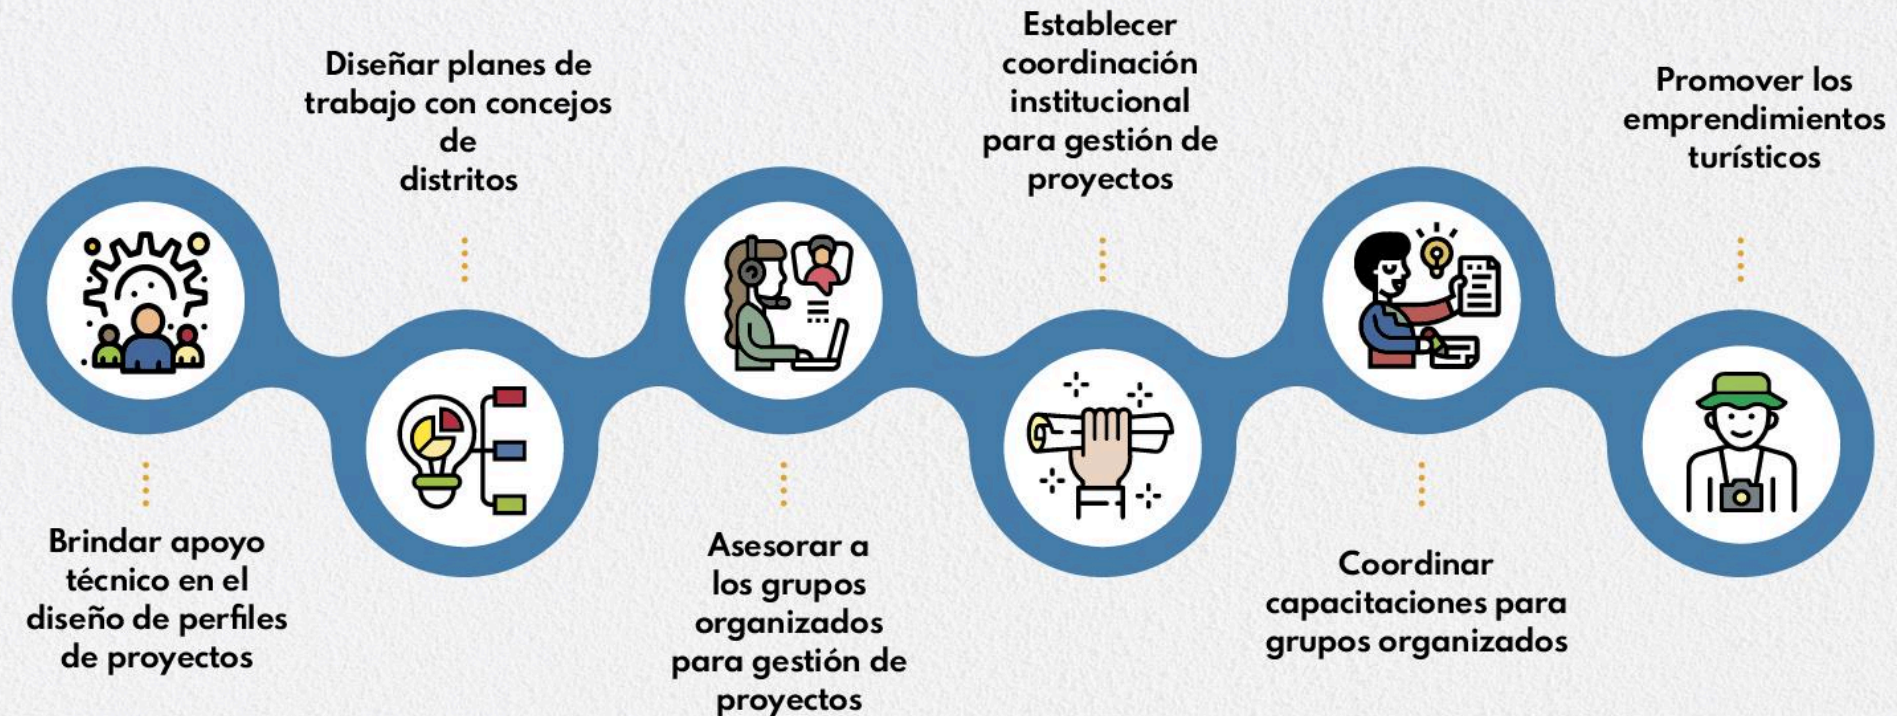 Brindar apoyo
técnico en el
diseño de perfiles
de proyectos
Diseñar planes de
trabajo con concejos
de
distritos
Asesorar a
los grupos
organizados
para gestión de
proyectos
Establecer
coordinación
institucional
para gestión de
proyectos
Coordinar
capacitaciones para
grupos organizados
Promover los
emprendimientos
turísticos